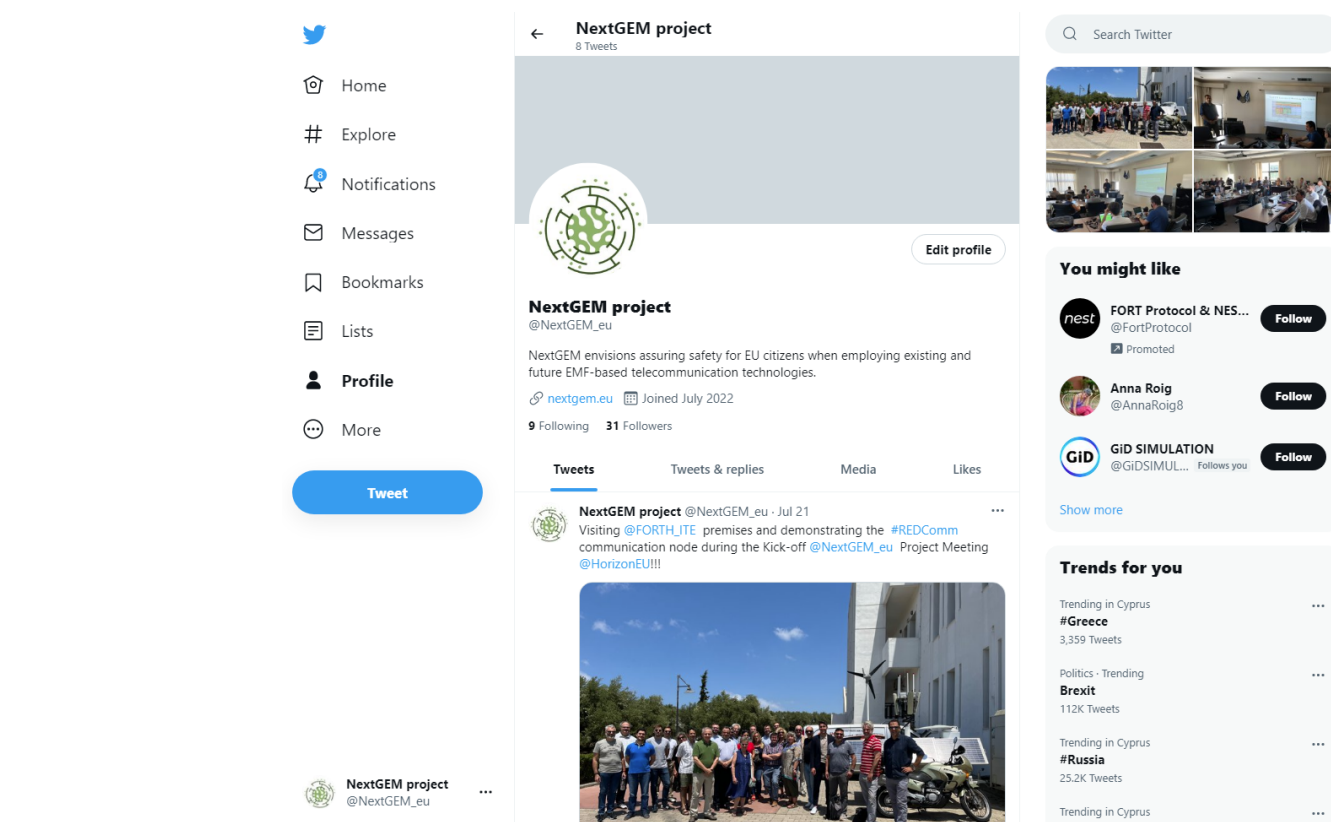 Home
Explore
8
Notifications
Messages
Bookmarks
Lists
Profile
More
Tweet
NextGEM project
@NextGEM_eu
NextGEM project
8 Tweets
Edit profile
NextGEM project
@NextGEM_eu
NextGEM envisions assuring safety for EU citizens when employing existing and
future EMF-based telecommunication technologies.
nextgem.eu Joined July 2022
9 Following 31 Followers
Tweets Tweets & replies Media Likes
NextGEM project @NextGEM_eu · Jul 21
Visiting @FORTH_ITE premises and demonstrating the #REDComm
communication node during the Kick-off @NextGEM_eu Project Meeting
@HorizonEU!!!
Search Twitter
You might like
nest
FORT Protocol & NES...
@FortProtocol
Promoted
Follow
Anna Roig
@AnnaRoig8
Follow
GiD
GiD SIMULATION
@GiDSIMUL... Follows you
Follow
Show more
Trends for you
Trending in Cyprus
#Greece
3,359 Tweets
Politics · Trending
Brexit
112K Tweets
Trending in Cyprus
#Russia
25.2K Tweets
Trending in Cyprus